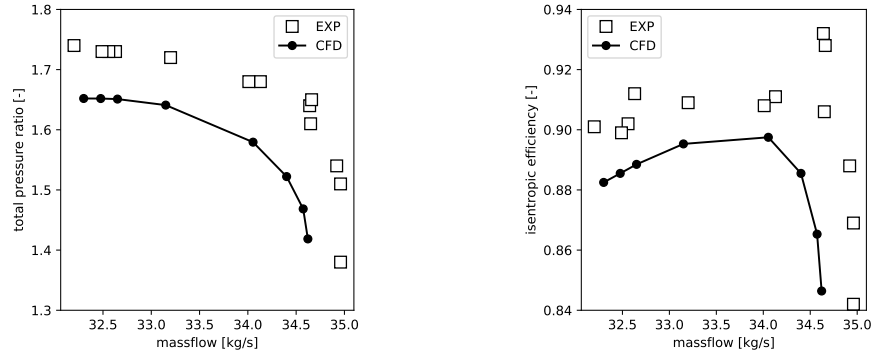 1.8
1.7
1.6
1.5
1.4
1.3
total pressure ratio [-]
EXP
CFD
32.5 33.0 33.5 34.0 34.5 35.0
massflow [kg/s]
0.94
0.92
0.90
0.88
0.86
0.84
isentropic efficiency [-]
EXP
CFD
32.5 33.0 33.5 34.0 34.5 35.0
massflow [kg/s]